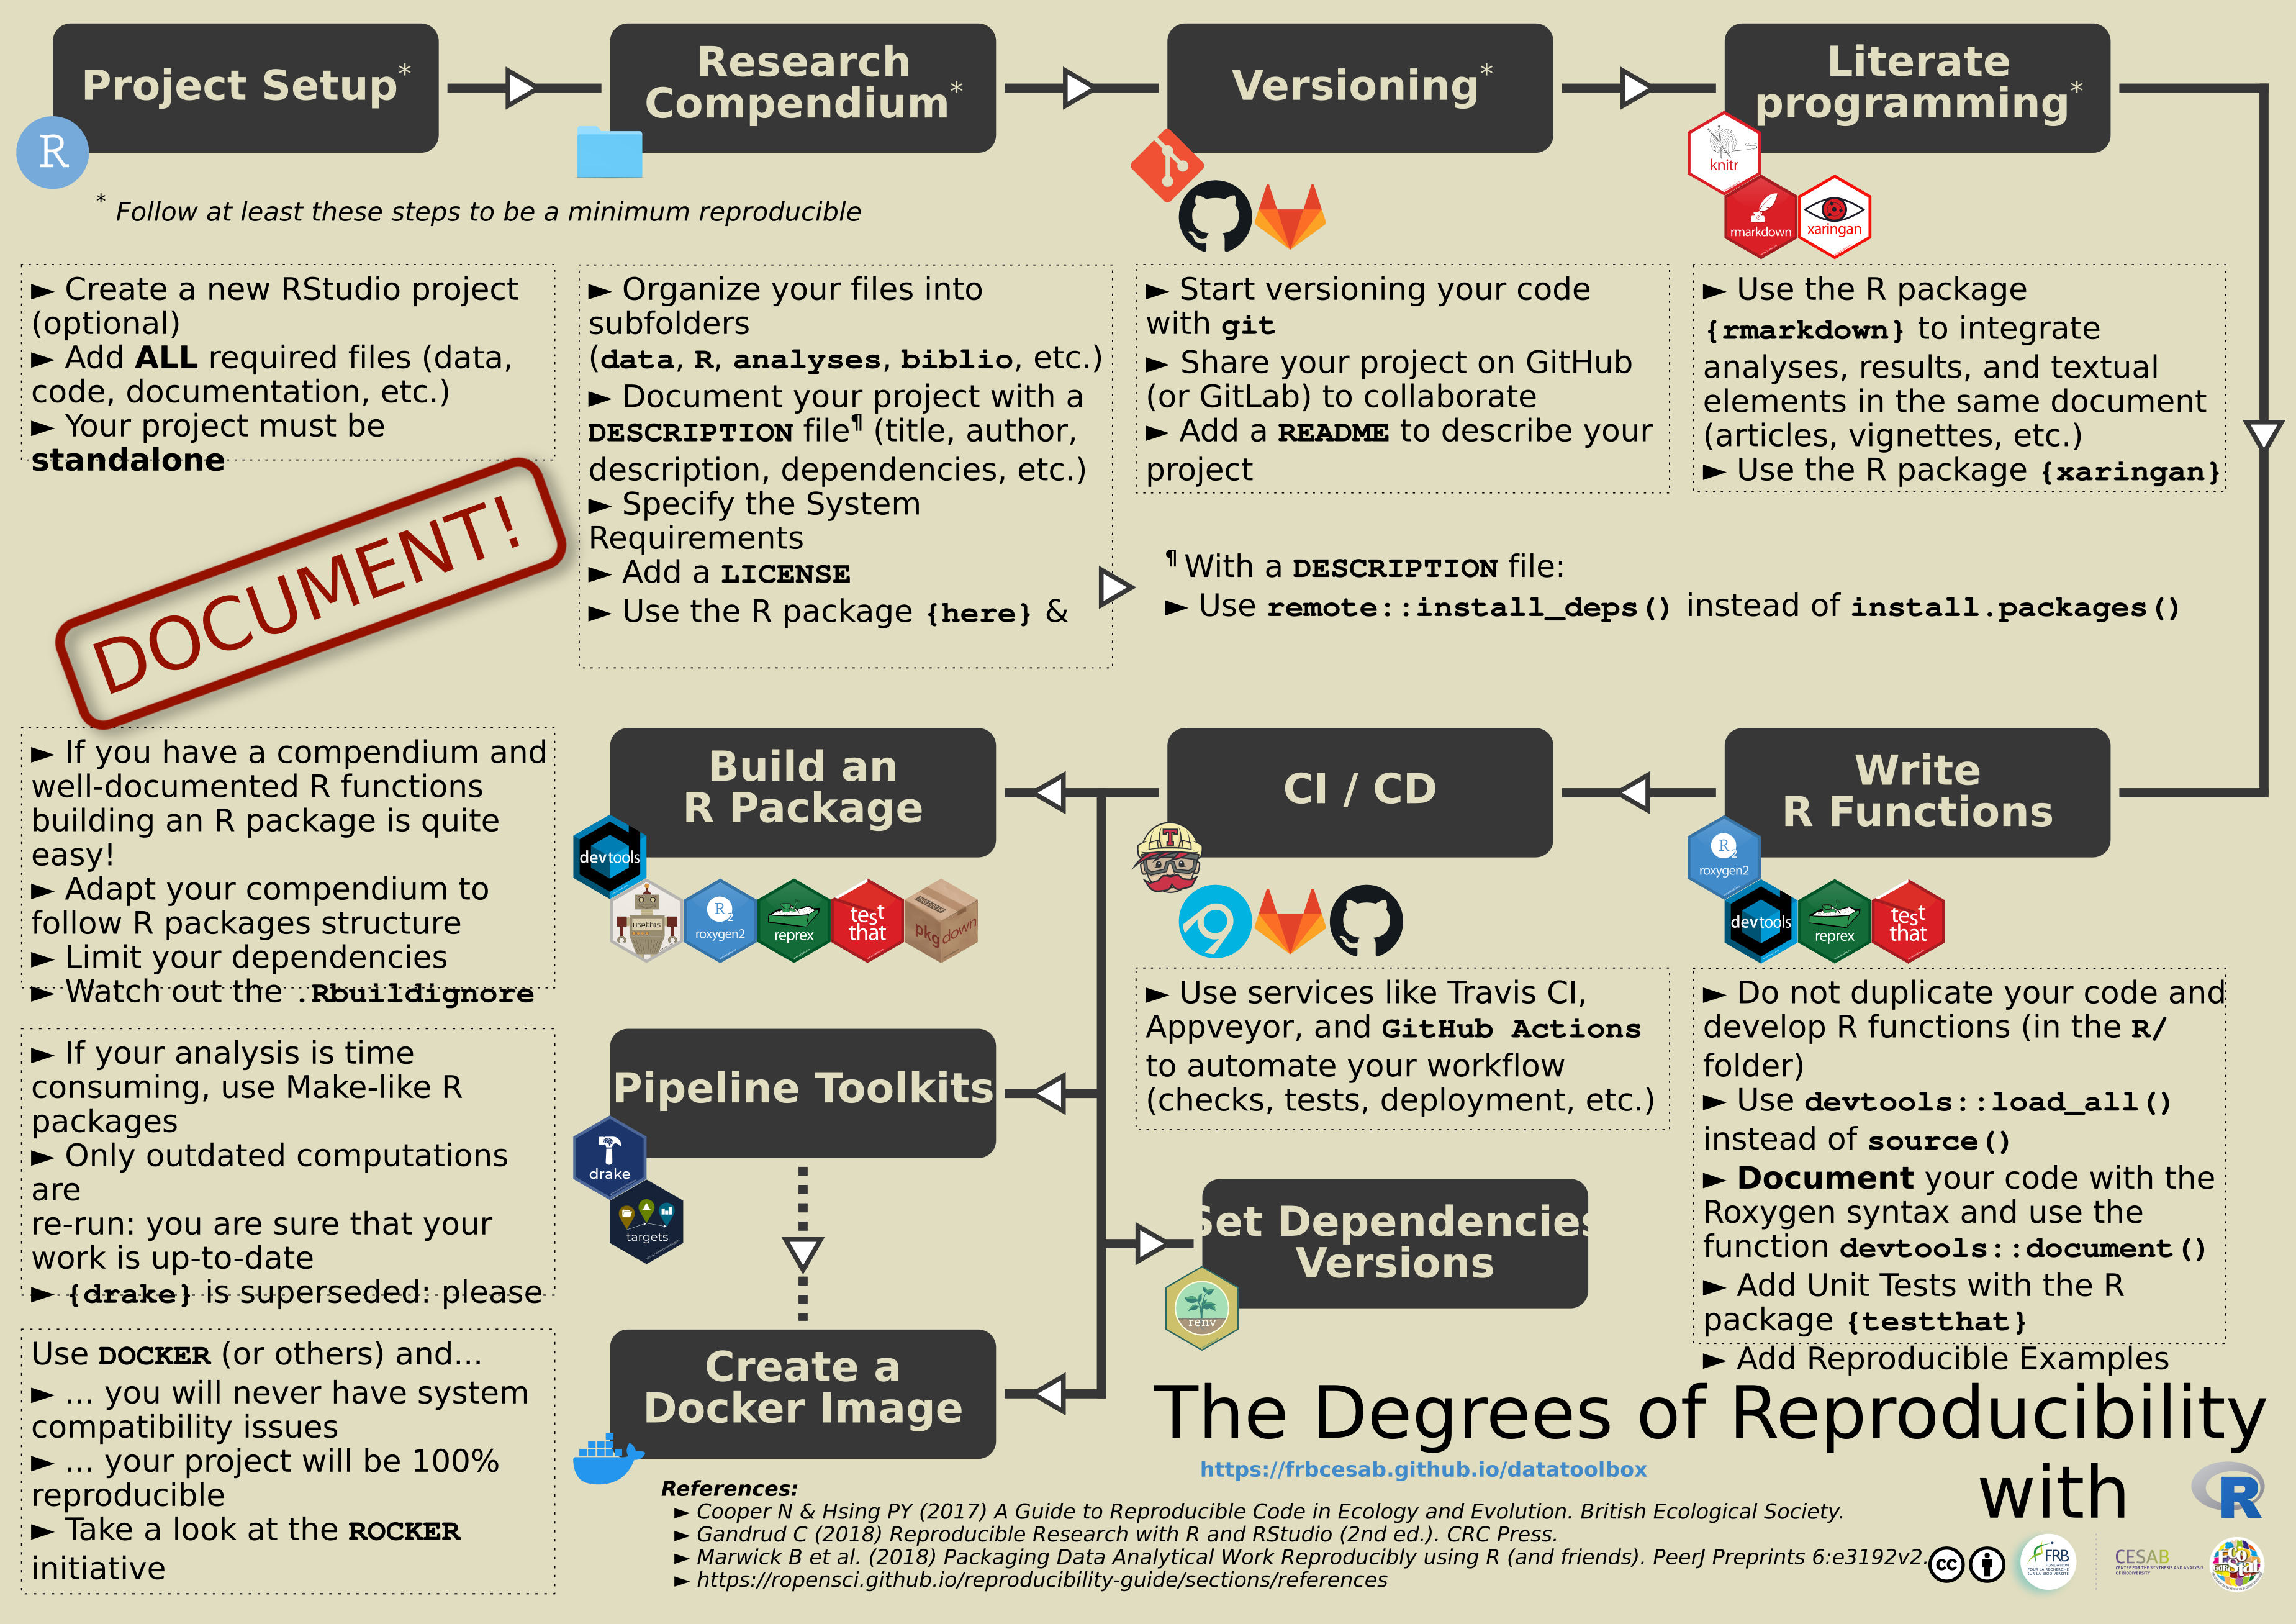 Project Setup*
Research
Compendium*
Versioning*
Literate
programming*
R
knitr
rmarkdown
xaringan
* Follow at least these steps to be a minimum reproducible
► Create a new RStudio project
(optional)
► Add ALL required files (data,
code, documentation, etc.)
► Your project must be
standalone
DOCUMENT!
► Organize your files into
subfolders
(data, R, analyses, biblio, etc.)
► Document your project with a
DESCRIPTION file¶ (title, author,
description, dependencies, etc.)
► Specify the System
Requirements
► Add a LICENSE
► Use the R package {here} &
► Start versioning your code
with git
► Share your project on GitHub
(or GitLab) to collaborate
► Add a README to describe your
project
► Use the R package
{rmarkdown} to integrate
analyses, results, and textual
elements in the same document
(articles, vignettes, etc.)
► Use the R package {xaringan}
¶ With a DESCRIPTION file:
► Use remote::install_deps() instead of install.packages()
► If you have a compendium and
well-documented R functions
building an R package is quite
easy!
► Adapt your compendium to
follow R packages structure
► Limit your dependencies
► Watch out the .Rbuildignore
Build an
R Package
devtools
usethis
R2
roxygen2
reprex
test
that
pkgdown
CI / CD
T
Write
R Functions
R2
roxygen2
devtools
reprex
test
that
► Use services like Travis CI,
Appveyor, and GitHub Actions
to automate your workflow
(checks, tests, deployment, etc.)
► Do not duplicate your code and
develop R functions (in the R/
folder)
► Use devtools::load_all()
instead of source()
► Document your code with the
Roxygen syntax and use the
function devtools::document()
► Add Unit Tests with the R
package {testthat}
► Add Reproducible Examples
► If your analysis is time
consuming, use Make-like R
packages
► Only outdated computations
are
re-run: you are sure that your
work is up-to-date
► {drake} is superseded: please
Pipeline Toolkits
drake
targets
Set Dependencies
Versions
renv
Use DOCKER (or others) and...
► ... you will never have system
compatibility issues
► ... your project will be 100%
reproducible
► Take a look at the ROCKER
initiative
Create a
Docker Image
The Degrees of Reproducibility
with R
https://frbcesab.github.io/datatoolbox
References:
► Cooper N & Hsing PY (2017) A Guide to Reproducible Code in Ecology and Evolution. British Ecological Society.
► Gandrud C (2018) Reproducible Research with R and RStudio (2nd ed.). CRC Press.
► Marwick B et al. (2018) Packaging Data Analytical Work Reproducibly using R (and friends). PeerJ Preprints 6:e3192v2.
► https://ropensci.github.io/reproducibility-guide/sections/references
cc
FRB
FONDATION
POUR LA RECHERCHE
SUR LA BIODIVERSITÉ
CESAB
CENTRE FOR THE SYNTHESIS AND ANALYSIS
OF BIODIVERSITY